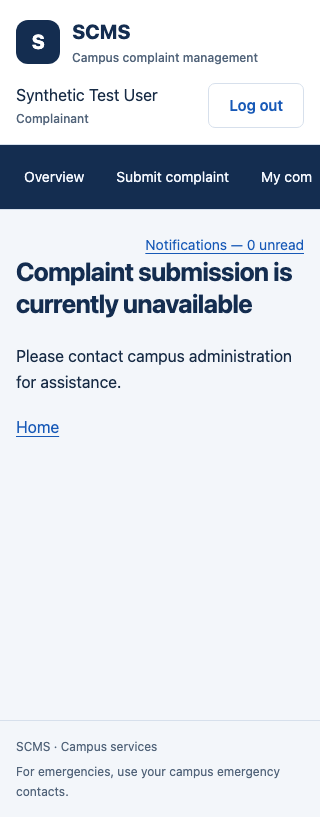 S
SCMS
Campus complaint management
Synthetic Test User
Complainant
Log out
Overview
Submit complaint
My com
Notifications — 0 unread
Complaint submission is
currently unavailable
Please contact campus administration
for assistance.
Home
SCMS · Campus services
For emergencies, use your campus emergency
contacts.